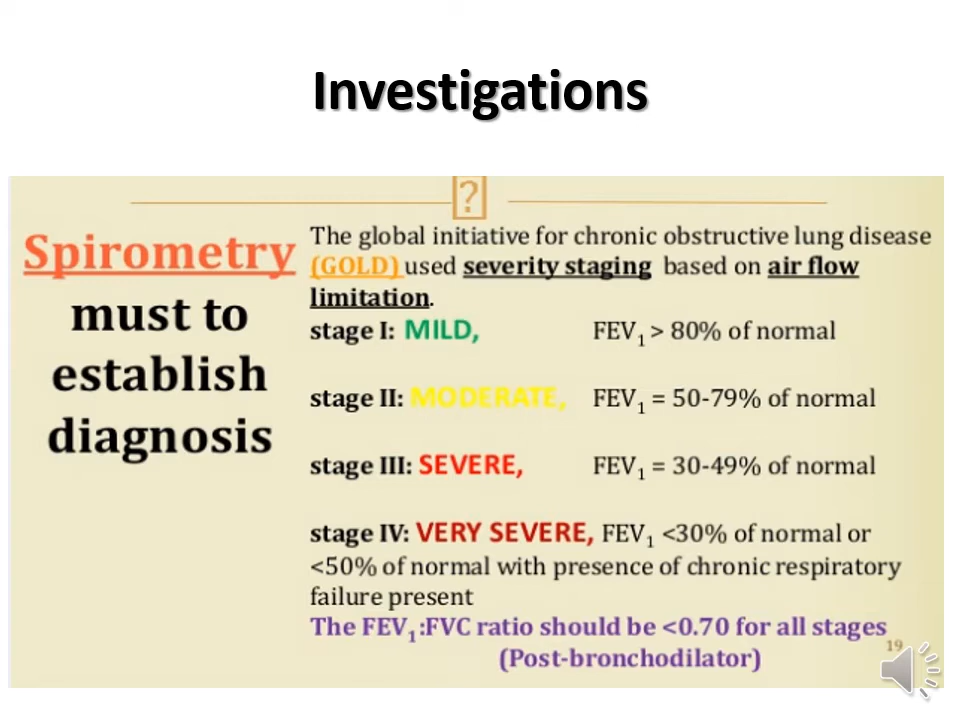 Investigations
?
Spirometry
must to
establish
diagnosis
The global initiative for chronic obstructive lung disease
(GOLD) used severity staging based on air flow
limitation.
stage I: MILD, FEV1 > 80% of normal
stage II: MODERATE, FEV1 = 50-79% of normal
stage III: SEVERE, FEV1 = 30-49% of normal
stage IV: VERY SEVERE, FEV1 <30% of normal or
<50% of normal with presence of chronic respiratory
failure present
The FEV1:FVC ratio should be <0.70 for all stages
(Post-bronchodilator)
19